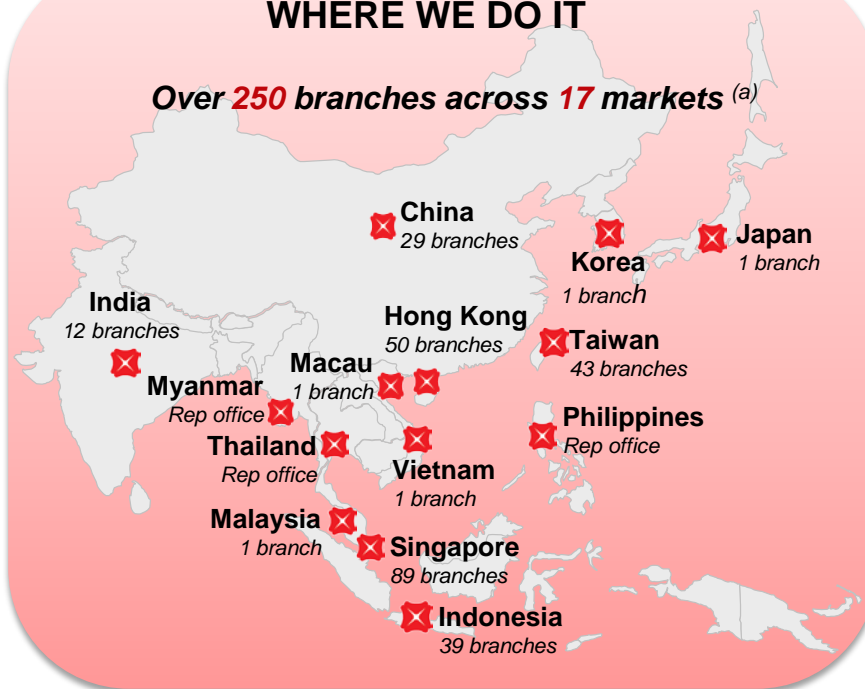 WHERE WE DO IT
Over 250 branches across 17 markets (a)
China
29 branches
Korea
1 branch
Japan
1 branch
India
12 branches
Hong Kong
50 branches
Taiwan
43 branches
Macau
1 branch
Myanmar
Rep office
Philippines
Rep office
Thailand
Rep office
Vietnam
1 branch
Malaysia
1 branch
Singapore
89 branches
Indonesia
39 branches